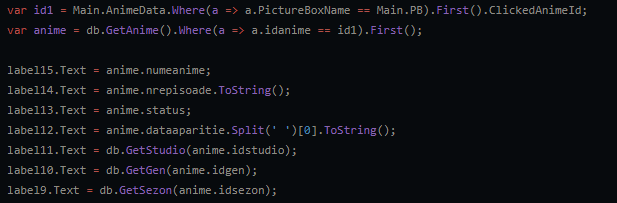 var id1 = Main.AnimeData.Where(a => a.PictureBoxName == Main.PB).First().ClickedAnimeId;
var anime = db.GetAnime().Where(a => a.idanime == id1).First();
label15.Text = anime.numeanime;
label14.Text = anime.nrepisoade.ToString();
label13.Text = anime.status;
label12.Text = anime.dataaparitie.Split(' ')[0].ToString();
label11.Text = db.GetStudio(anime.idstudio);
label10.Text = db.GetGen(anime.idgen);
label9.Text = db.GetSezon(anime.idsezon);